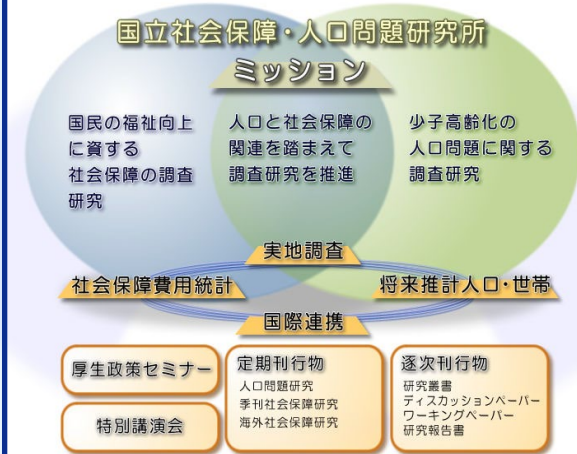 国立社会保障・人口問題研究所
ミッション
国民の福祉向上
に資する
社会保障の調査
研究
人口と社会保障の
関連を踏まえて
調査研究を推進
少子高齢化の
人口問題に関する
調査研究
実地調査
社会保障費用統計
将来推計人口・世帯
国際連携
厚生政策セミナー
特別講演会
定期刊行物
人口問題研究
季刊社会保障研究
海外社会保障研究
逐次刊行物
研究叢書
ディスカッションペーパー
ワーキングペーパー
研究報告書